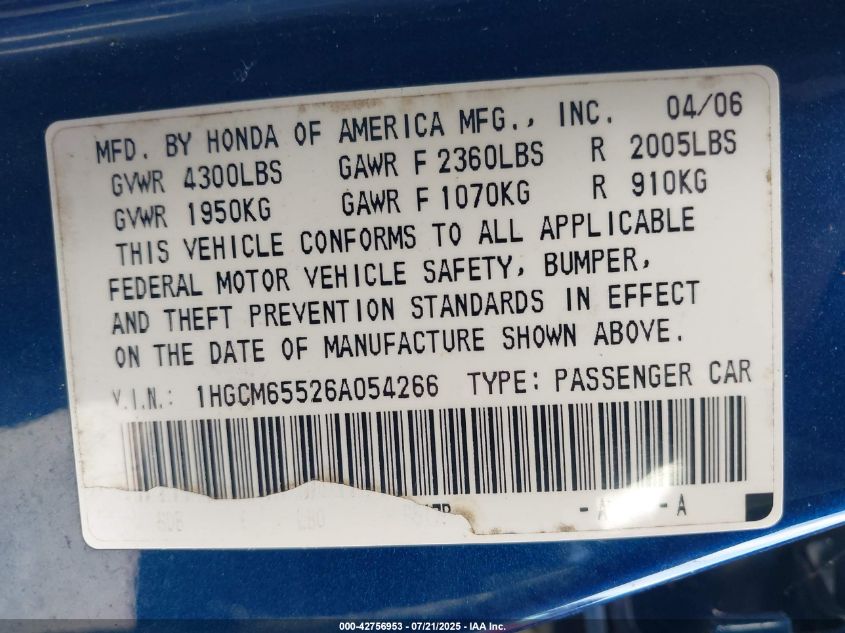 MFD. BY HONDA OF AMERICA MFG., INC. 04/06
GVWR 4300LBS GAWR F 2360LBS R 2005LBS
GVWR 1950KG GAWR F 1070KG R 910KG
THIS VEHICLE CONFORMS TO ALL APPLICABLE
FEDERAL MOTOR VEHICLE SAFETY, BUMPER,
AND THEFT PREVENTION STANDARDS IN EFFECT
ON THE DATE OF MANUFACTURE SHOWN ABOVE.
V.I.N.: 1HGCM65526A054266 TYPE: PASSENGER CAR
-A -A
000-42756953 - 07/21/2025 - IAA Inc.